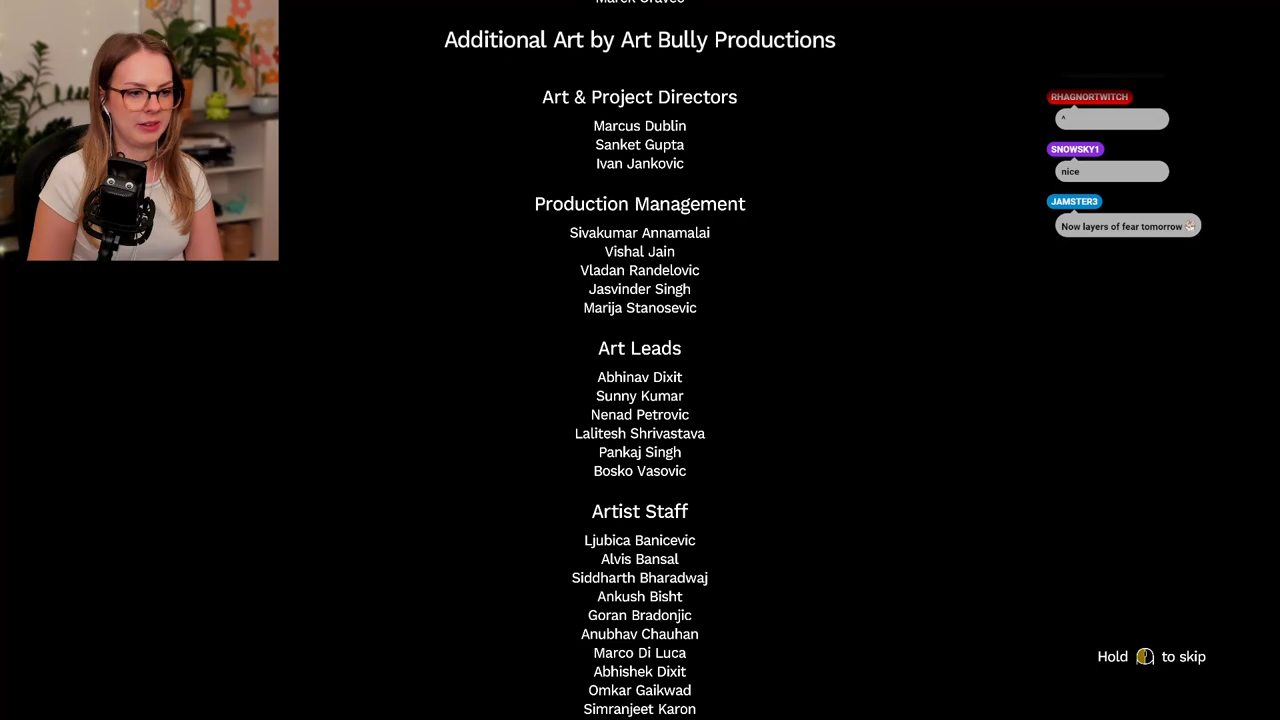 Additional Art by Art Bully Productions
Art & Project Directors
Marcus Dublin
Sanket Gupta
Ivan Jankovic
Production Management
Sivakumar Annamalai
Vishal Jain
Vladan Randelovic
Jasvinder Singh
Marija Stanosevic
Art Leads
Abhinav Dixit
Sunny Kumar
Nenad Petrovic
Lalitesh Shrivastava
Pankaj Singh
Bosko Vasovic
Artist Staff
Ljubica Banicevic
Alvis Bansal
Siddharth Bharadwaj
Ankush Bisht
Goran Bradonjic
Anubhav Chauhan
Marco Di Luca
Abhishek Dixit
Omkar Gaikwad
Simranjeet Karon
RHAGNORTWITCH
^
SNOWSKY1
nice
JAMSTER3
Now layers of fear tomorrow
Hold to skip